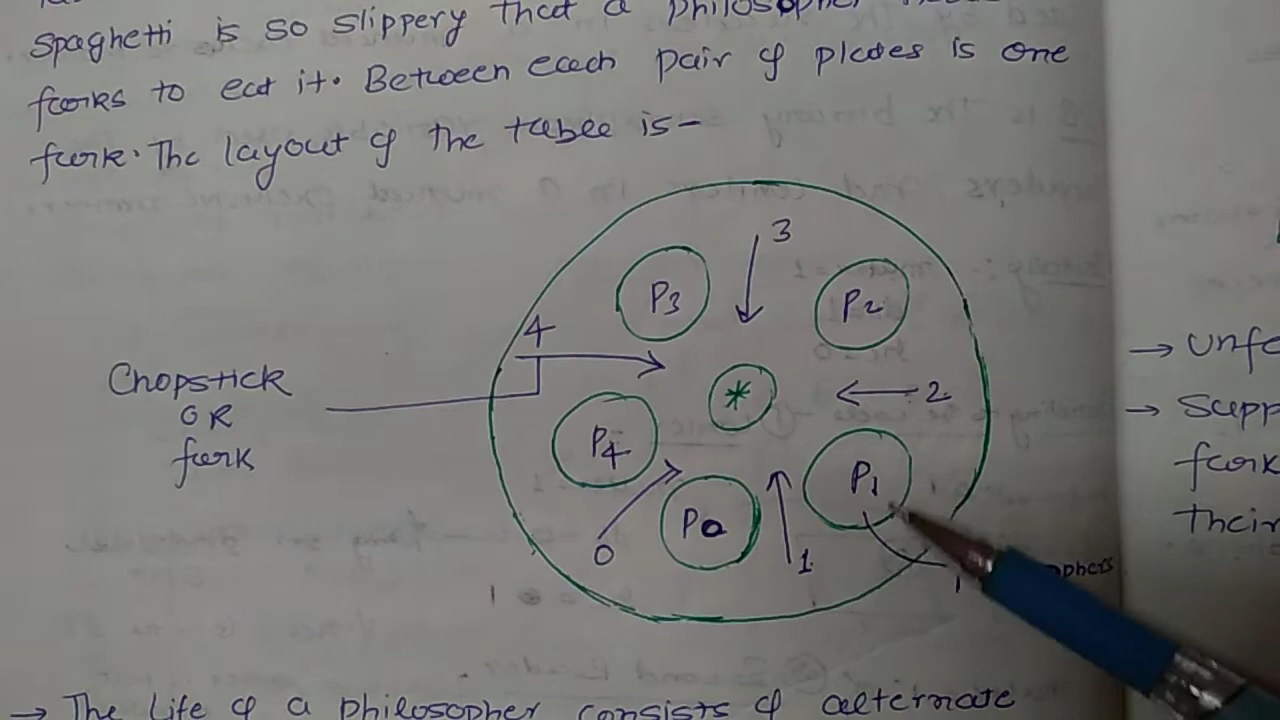 spaghetti is so slippery that a philosopher
forks to eat it. Between each pair of plates is one
fork. The layout of the table is-
3
P3
P2
4
Chopstick
OR
fork
*
2
P4
P1
P0
0
1
→ The life of a philosopher consists of alternate
→ Unf
→ Supp
fork
their